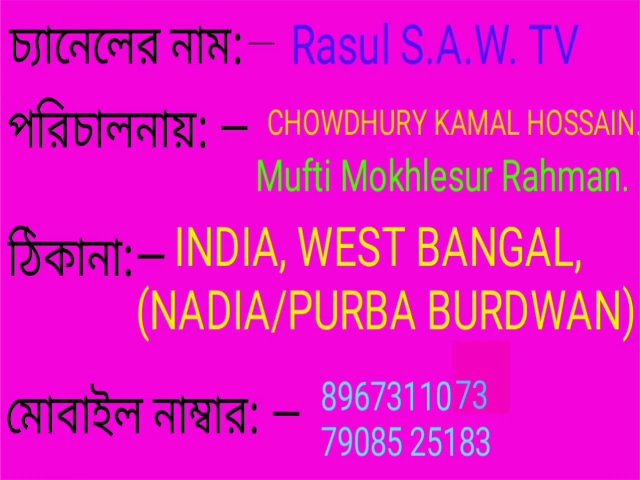 চ্যানেলের নাম:— Rasul S.A.W. TV
পরিচালনায়: — CHOWDHURY KAMAL HOSSAIN.
Mufti Mokhlesur Rahman.
ঠিকানা:— INDIA, WEST BANGAL,
(NADIA/PURBA BURDWAN)
মোবাইল নাম্বার: — 8967311073
79085 25183